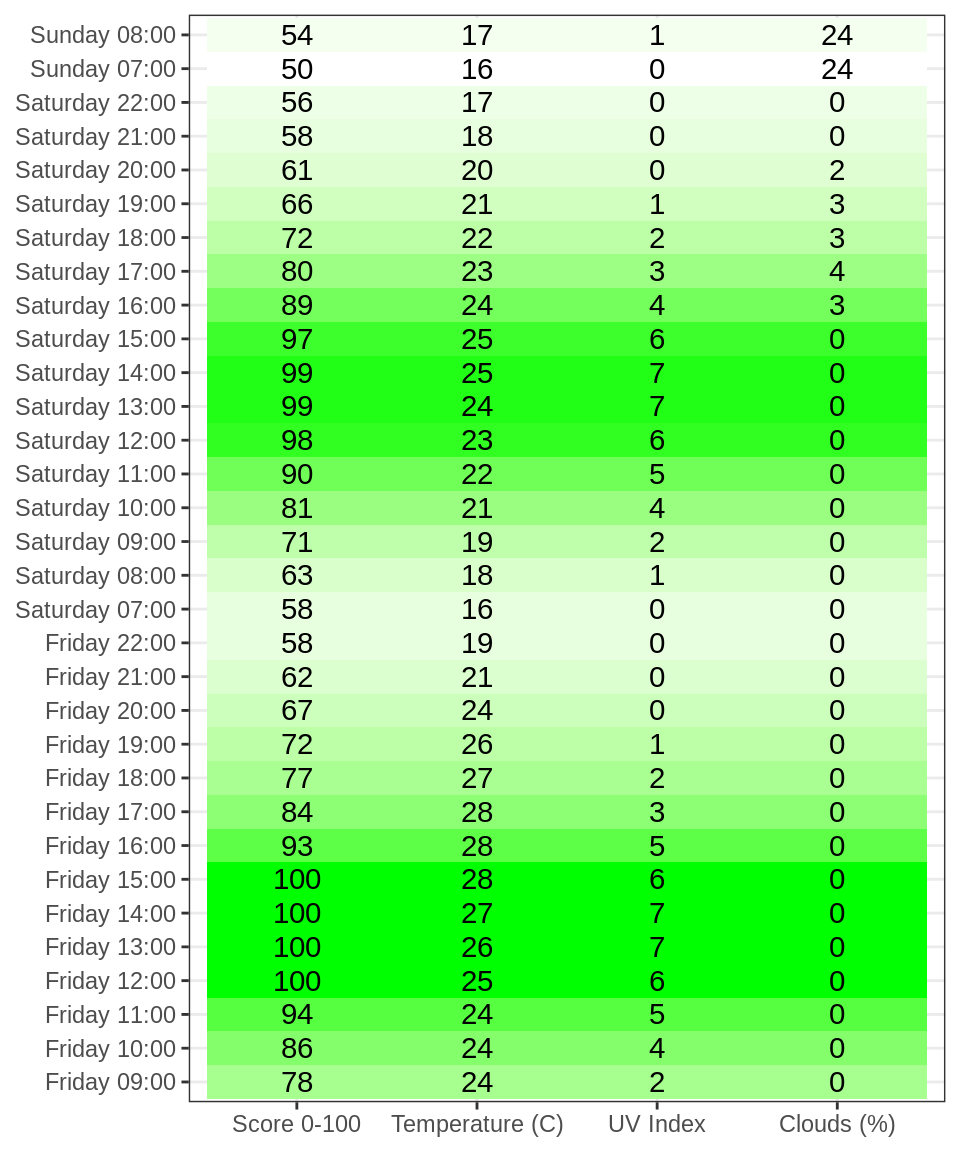 Sunday 08:00 54 17 1 24
Sunday 07:00 50 16 0 24
Saturday 22:00 56 17 0 0
Saturday 21:00 58 18 0 0
Saturday 20:00 61 20 0 2
Saturday 19:00 66 21 1 3
Saturday 18:00 72 22 2 3
Saturday 17:00 80 23 3 4
Saturday 16:00 89 24 4 3
Saturday 15:00 97 25 6 0
Saturday 14:00 99 25 7 0
Saturday 13:00 99 24 7 0
Saturday 12:00 98 23 6 0
Saturday 11:00 90 22 5 0
Saturday 10:00 81 21 4 0
Saturday 09:00 71 19 2 0
Saturday 08:00 63 18 1 0
Saturday 07:00 58 16 0 0
Friday 22:00 58 19 0 0
Friday 21:00 62 21 0 0
Friday 20:00 67 24 0 0
Friday 19:00 72 26 1 0
Friday 18:00 77 27 2 0
Friday 17:00 84 28 3 0
Friday 16:00 93 28 5 0
Friday 15:00 100 28 6 0
Friday 14:00 100 27 7 0
Friday 13:00 100 26 7 0
Friday 12:00 100 25 6 0
Friday 11:00 94 24 5 0
Friday 10:00 86 24 4 0
Friday 09:00 78 24 2 0
Score 0-100 Temperature (C) UV Index Clouds (%)